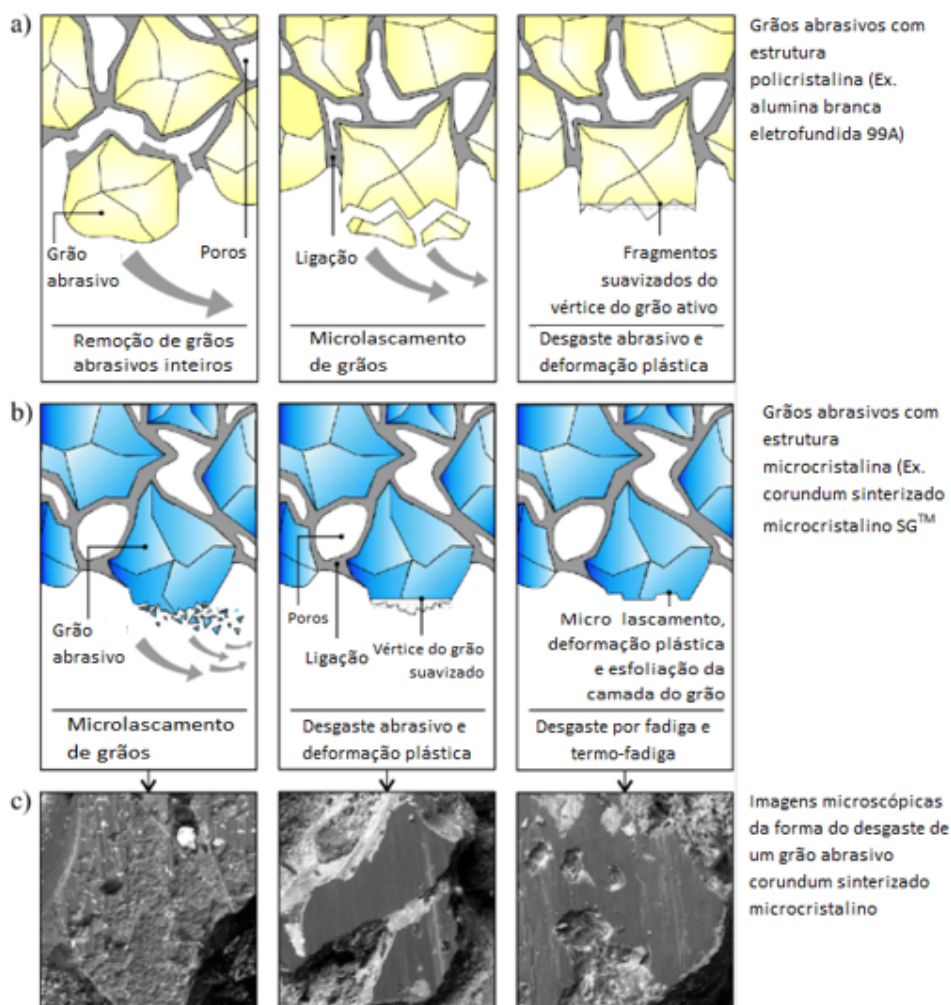 a)
Grãos abrasivos com
estrutura
policristalina (Ex.
alumina branca
eletrofundida 99A)
Grão
abrasivo
Poros
Remoção de grãos
abrasivos inteiros
Ligação
Microlascamento
de grãos
Fragmentos
suavizados do
vértice do grão ativo
Desgaste abrasivo e
deformação plástica
b)
Grãos abrasivos com
estrutura
microcristalina (Ex.
corundum sinterizado
microcristalino SG™
Grão
abrasivo
Microlascamento
de grãos
Poros
Ligação
Vértice do grão
suavizado
Desgaste abrasivo e
deformação plástica
Micro lascamento,
deformação plástica
e esfoliação da
camada do grão
Desgaste por fadiga e
termo-fadiga
c)
Imagens microscópicas
da forma do desgaste de
um grão abrasivo
corundum sinterizado
microcristalino